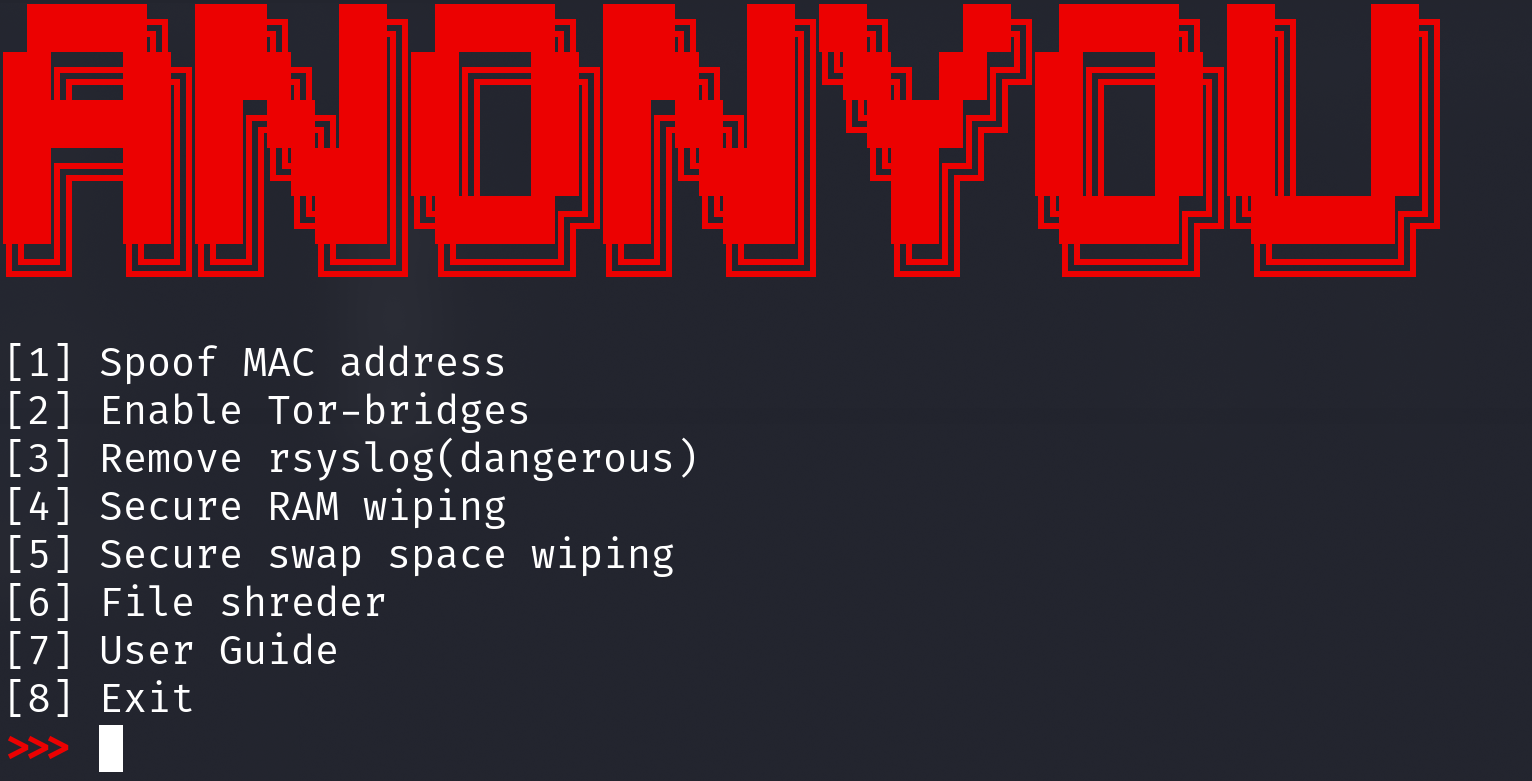 ANONYOU
[1] Spoof MAC address
[2] Enable Tor-bridges
[3] Remove rsyslog(dangerous)
[4] Secure RAM wiping
[5] Secure swap space wiping
[6] File shreder
[7] User Guide
[8] Exit
>>>